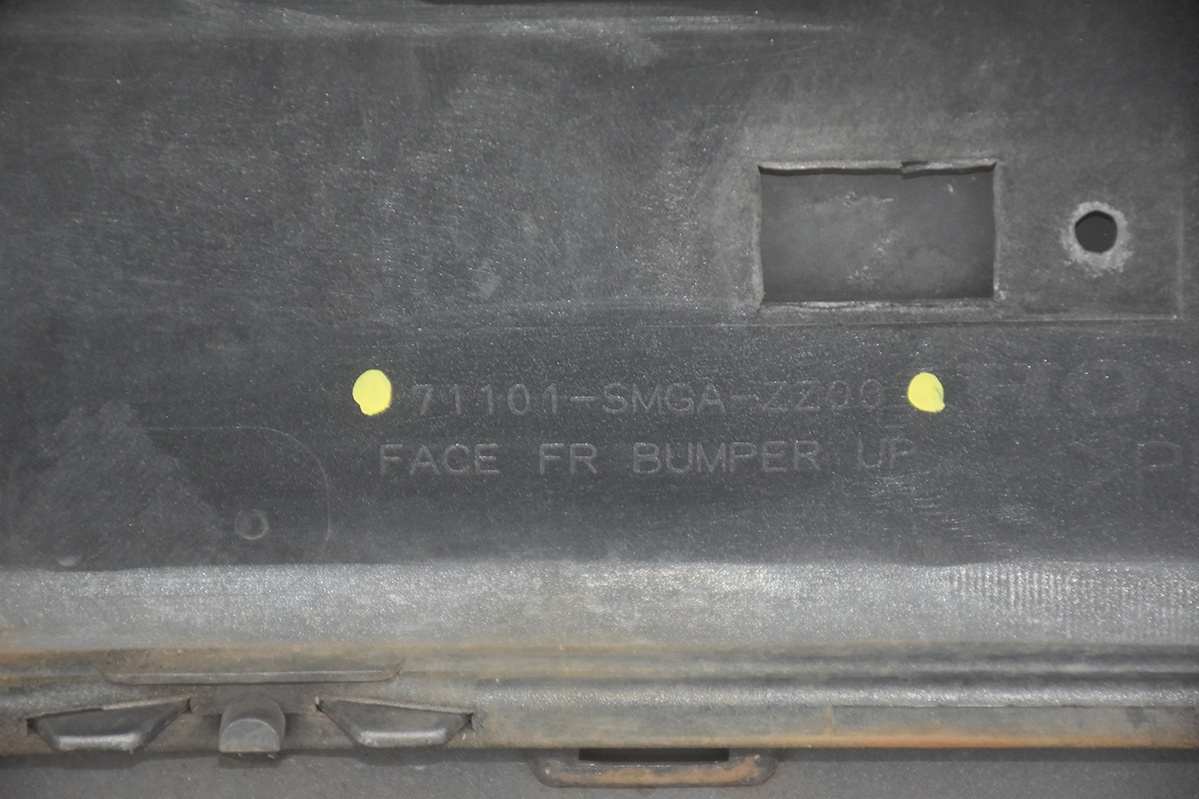 71101-SMGA-ZZ00
FACE FR BUMPER UP